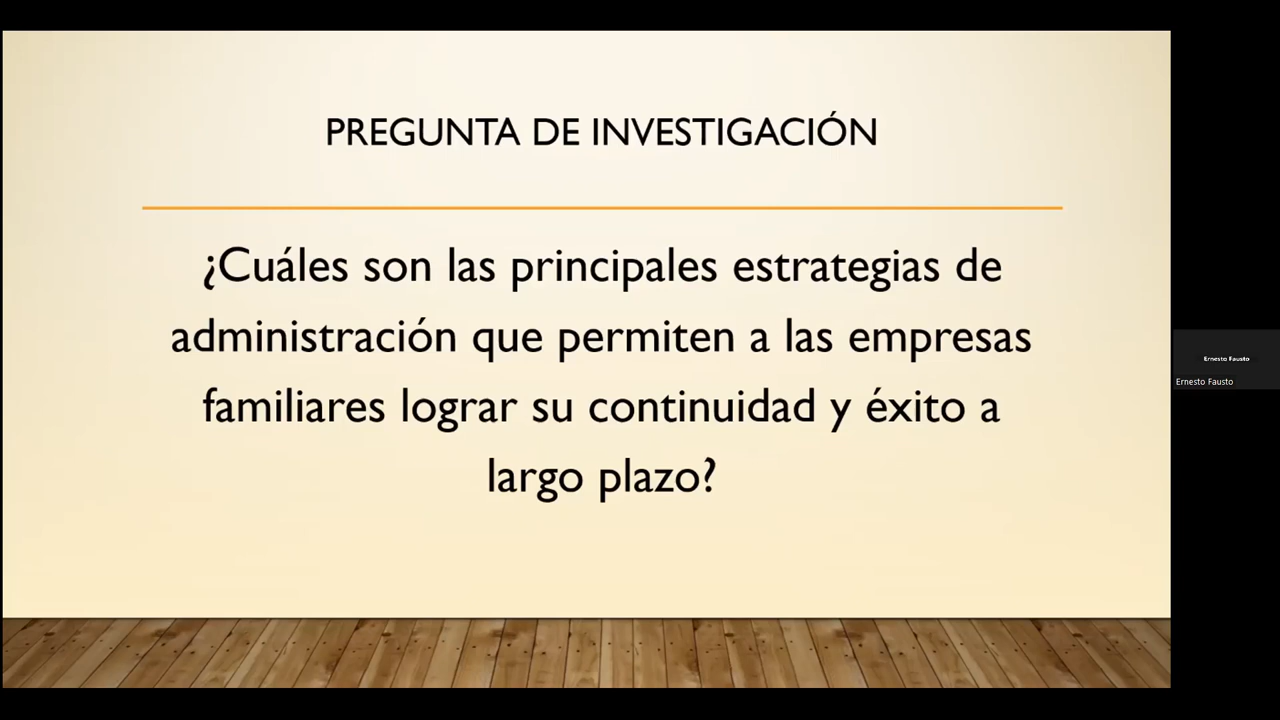 PREGUNTA DE INVESTIGACIÓN
¿Cuáles son las principales estrategias de
administración que permiten a las empresas
familiares lograr su continuidad y éxito a
largo plazo?
Ernesto Fausto
Ernesto Fausto